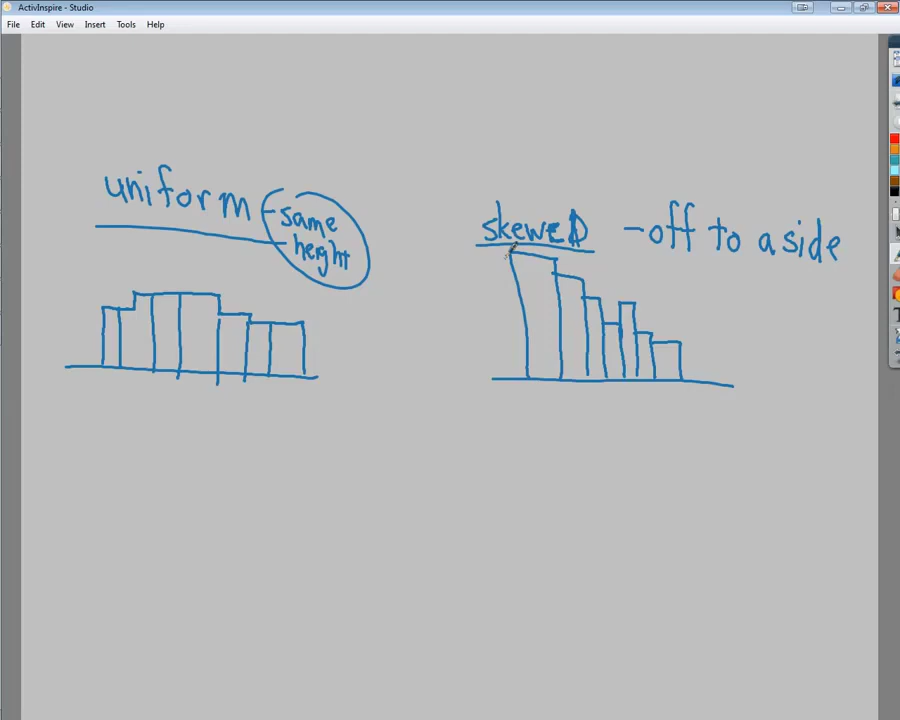 ActivInspire - Studio
File Edit View Insert Tools Help
uniform - same
height
skewed - off to a side